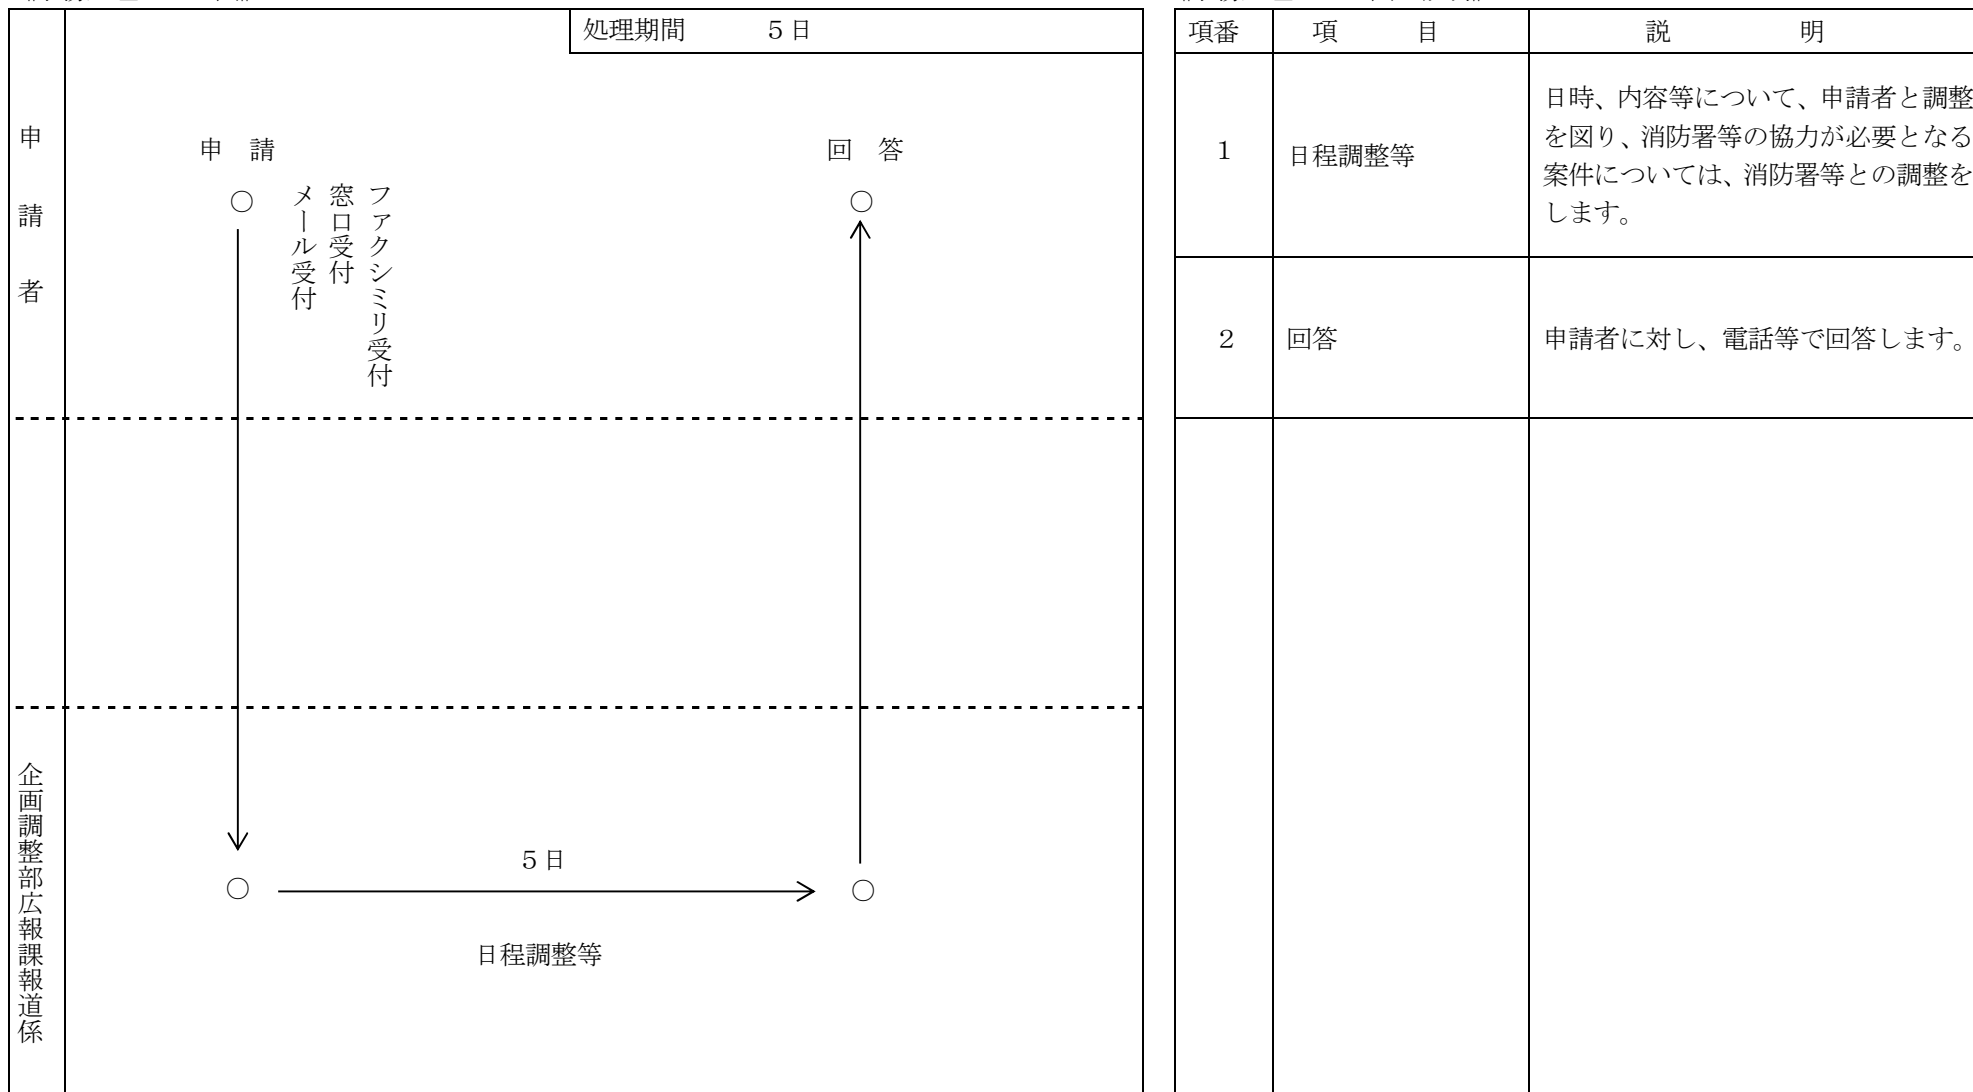 処理期間 ５日
申請者
申 請
回 答
○
ファクシミリ受付
窓口受付
メール受付
○
企画調整部広報課報道係
５日
○
○
日程調整等
項番 項 目 説 明
1 日程調整等 日時、内容等について、申請者と調整
を図り、消防署等の協力が必要となる
案件については、消防署等との調整を
します。
2 回答 申請者に対し、電話等で回答します。